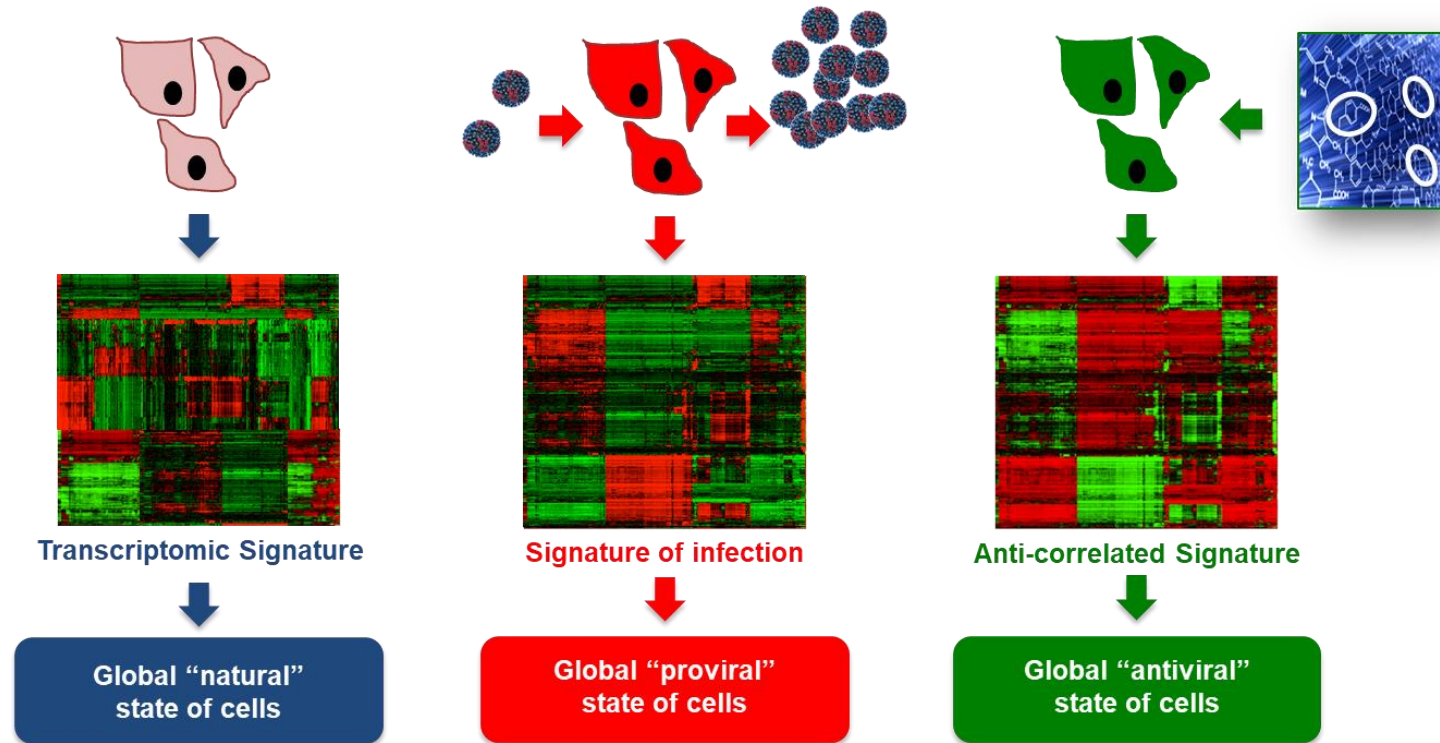 Transcriptomic Signature
Signature of infection
Anti-correlated Signature
Global “natural”
state of cells
Global “proviral”
state of cells
Global “antiviral”
state of cells